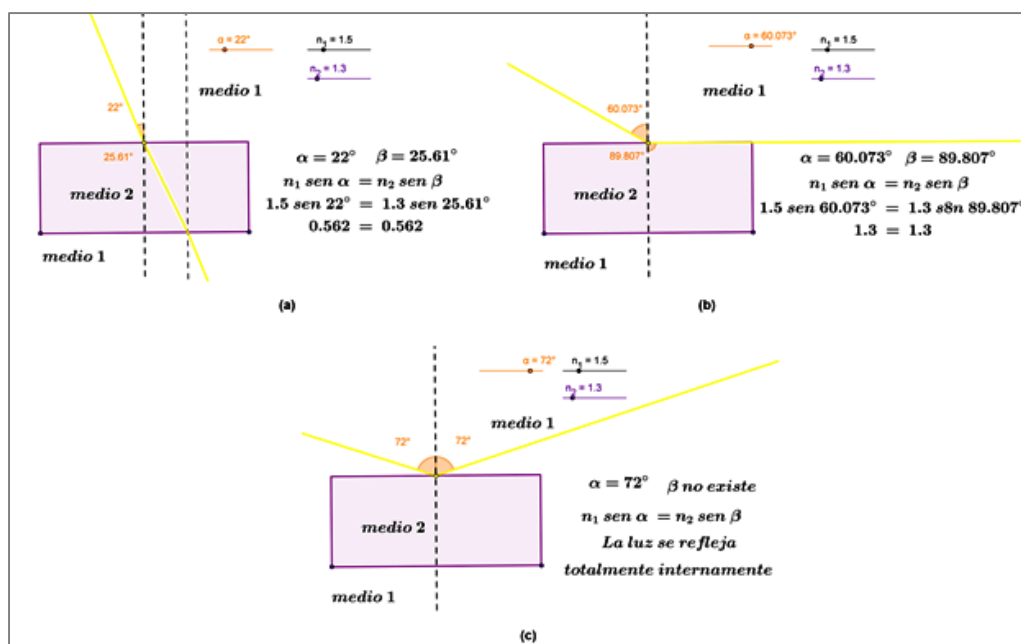 α = 22°
n₁ = 1.5
n₂ = 1.3
medio 1
22°
25.61°
medio 2
medio 1
α = 22° β = 25.61°
n₁ sen α = n₂ sen β
1.5 sen 22° = 1.3 sen 25.61°
0.562 = 0.562
(a)
α = 60.073°
n₁ = 1.5
n₂ = 1.3
medio 1
60.073°
89.807°
medio 2
medio 1
α = 60.073° β = 89.807°
n₁ sen α = n₂ sen β
1.5 sen 60.073° = 1.3 s8n 89.807°
1.3 = 1.3
(b)
α = 72°
n₁ = 1.5
n₂ = 1.3
medio 1
72° 72°
medio 2
medio 1
α = 72° β no existe
n₁ sen α = n₂ sen β
La luz se refleja
totalmente internamente
(c)